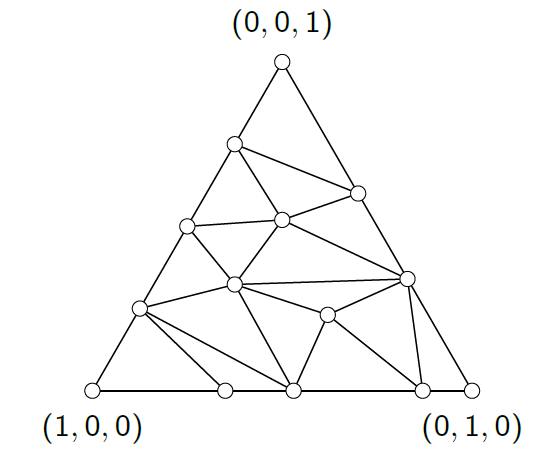 (0, 0, 1)
(1, 0, 0) (0, 1, 0)